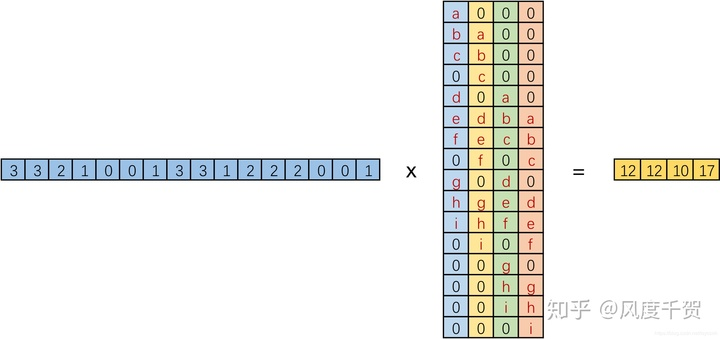 a 0 0 0
b a 0 0
c b 0 0
0 c 0 0
d 0 a 0
e d b a
f e c b
0 f 0 c
3 3 2 1 0 0 1 3 3 1 2 2 2 0 0 1 x g 0 d 0 = 12 12 10 17
h g e d
i h f e
0 i 0 f
0 0 g 0
0 0 h g
0 0 i h
0 0 0 i
知乎 @风度千贺